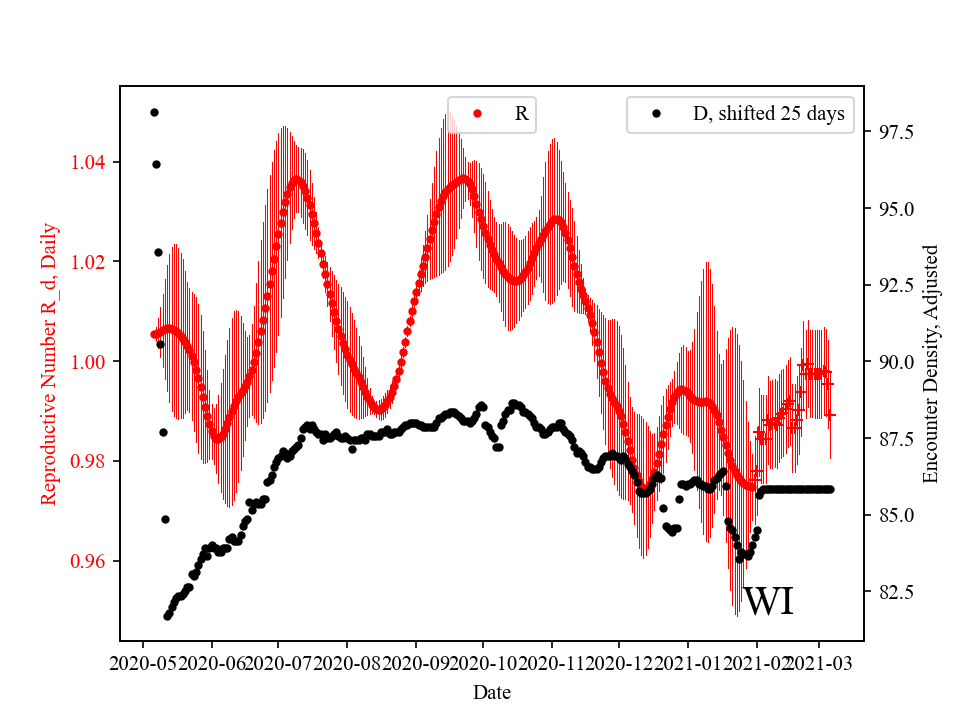 R
D, shifted 25 days
1.04
1.02
1.00
0.98
0.96
Reproductive Number R_d, Daily
97.5
95.0
92.5
90.0
87.5
85.0
82.5
Encounter Density, Adjusted
WI
2020-05 2020-06 2020-07 2020-08 2020-09 2020-10 2020-11 2020-12 2021-01 2021-02 2021-03
Date